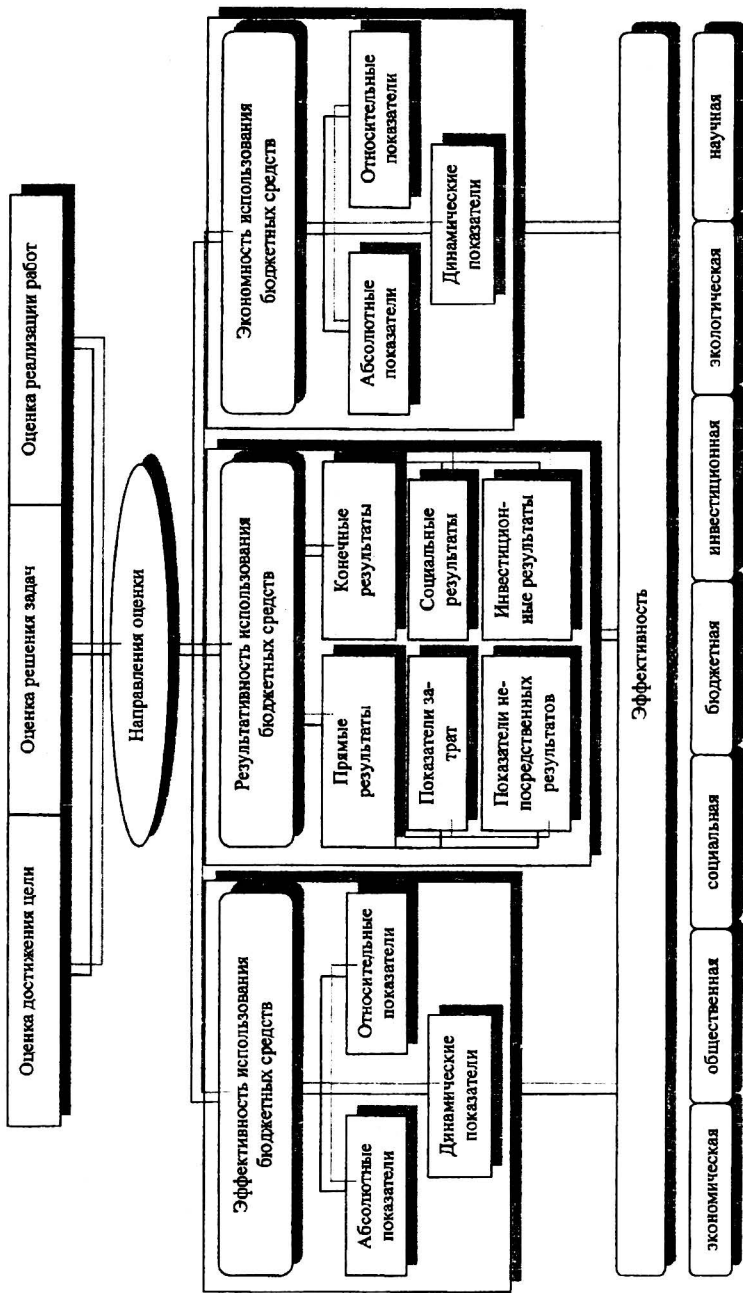 Оценка достижения цели
Оценка решения задач
Оценка реализации работ
Направления оценки
Эффективность использования
бюджетных средств
Абсолютные
показатели
Относительные
показатели
Динамические
показатели
Результативность использования
бюджетных средств
Прямые
результаты
Конечные
результаты
Показатели за-
трат
Социальные
результаты
Показатели не-
посредственных
результатов
Инвестицион-
ные результаты
Экономность использования
бюджетных средств
Абсолютные
показатели
Относительные
показатели
Динамические
показатели
Эффективность
экономическая
общественная
социальная
бюджетная
инвестиционная
экологическая
научная